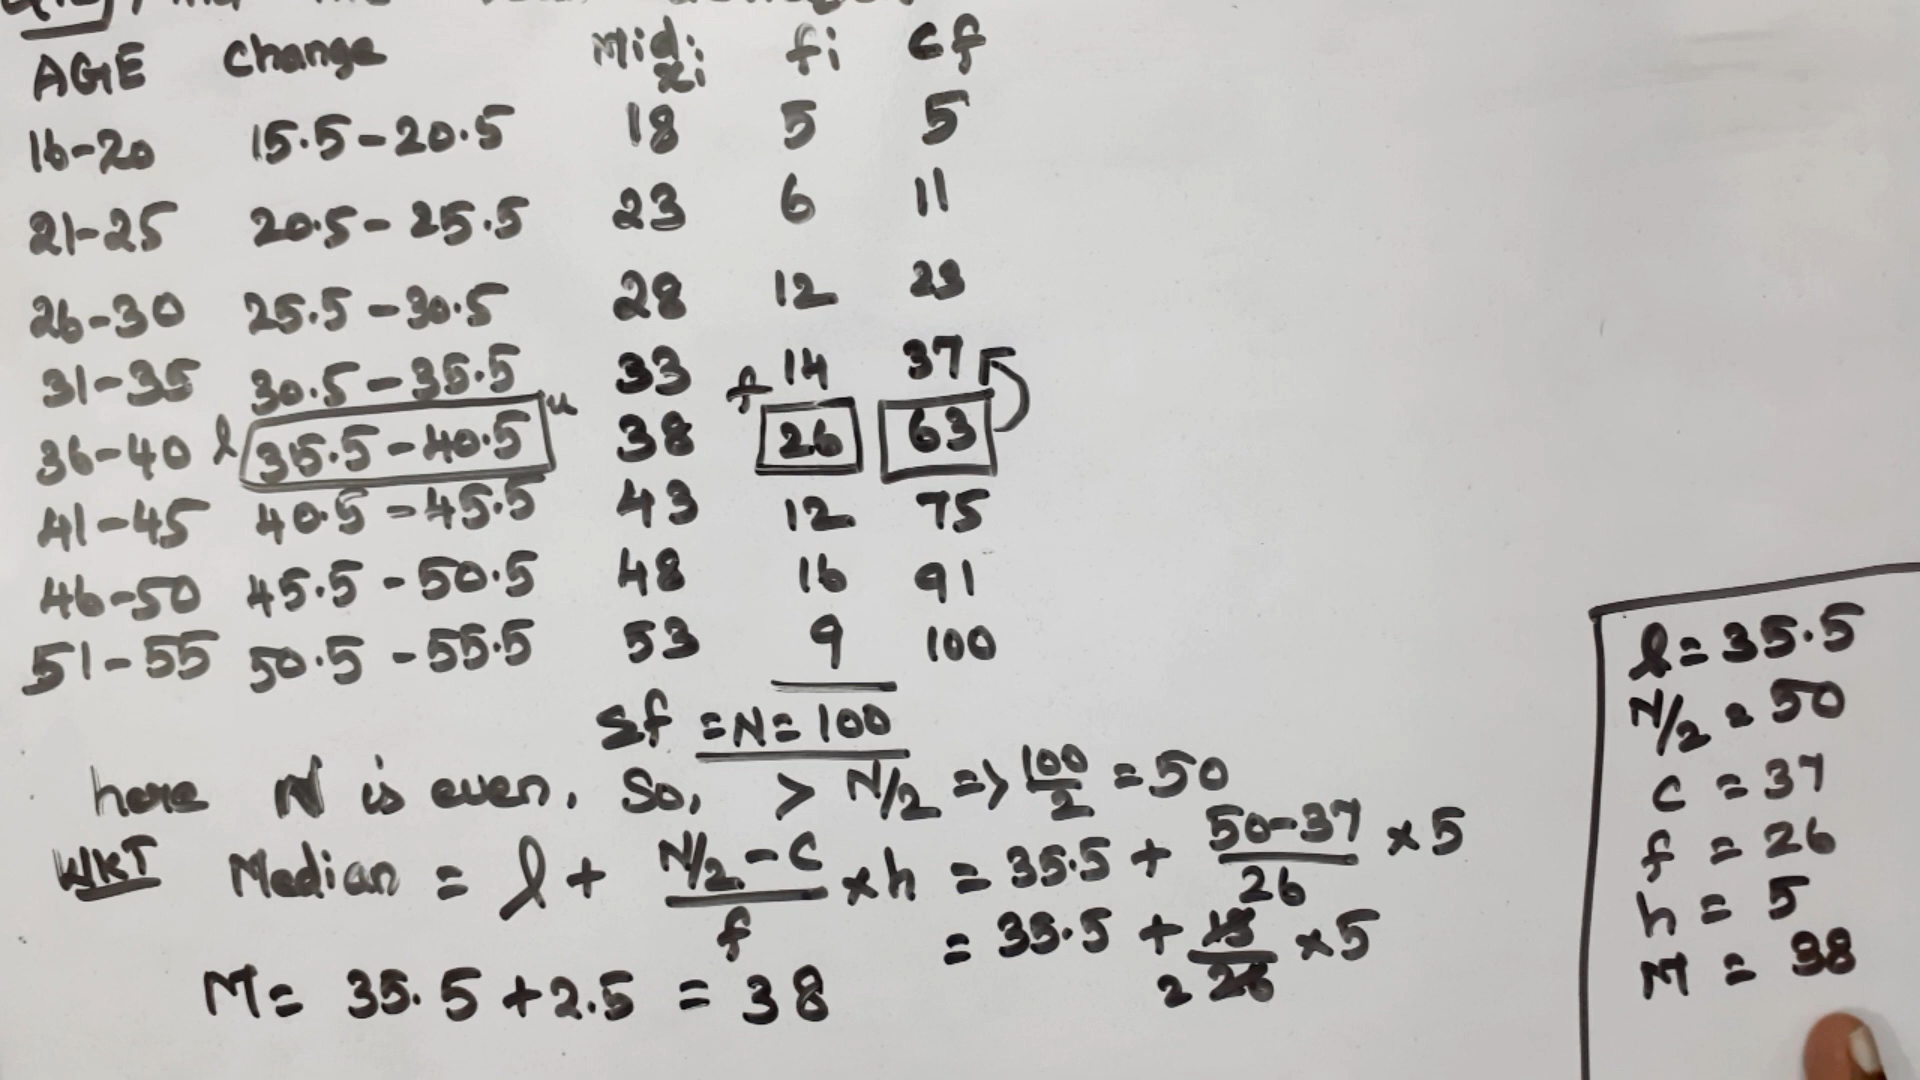 AGE Change Mid: xi fi cf
16-20 15.5-20.5 18 5 5
21-25 20.5-25.5 23 6 11
26-30 25.5-30.5 28 12 23
31-35 30.5-35.5 33 14 37
36-40 l 35.5-40.5 u 38 f 26 63
41-45 40.5-45.5 43 12 75
46-50 45.5-50.5 48 16 91
51-55 50.5-55.5 53 9 100
Σf = N = 100
here N is even. So, > N/2 => 100/2 = 50
WKT Median = l + (N/2 - C)/f × h = 35.5 + (50-37)/26 × 5
= 35.5 + 13/26 × 5
2
M = 35.5 + 2.5 = 38
l = 35.5
N/2 = 50
C = 37
f = 26
h = 5
M = 38